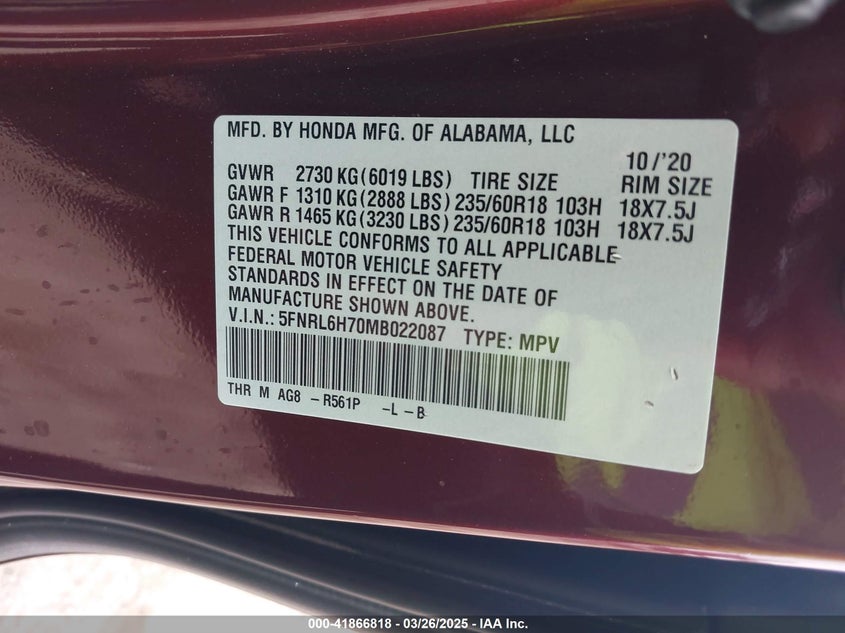 MFD. BY HONDA MFG. OF ALABAMA, LLC
10/'20
GVWR 2730 KG(6019 LBS) TIRE SIZE RIM SIZE
GAWR F 1310 KG(2888 LBS)235/60R18 103H 18X7.5J
GAWR R 1465 KG(3230 LBS)235/60R18 103H 18X7.5J
THIS VEHICLE CONFORMS TO ALL APPLICABLE
FEDERAL MOTOR VEHICLE SAFETY
STANDARDS IN EFFECT ON THE DATE OF
MANUFACTURE SHOWN ABOVE.
V.I.N.: 5FNRL6H70MB022087 TYPE: MPV
THR M AG8 -R561P -L-B
000-41866818 - 03/26/2025 - IAA Inc.